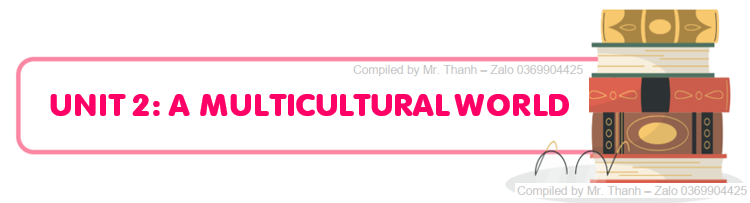 Compiled by Mr. Thanh – Zalo 0369904425
UNIT 2: A MULTICULTURAL WORLD
Compiled by Mr. Thanh – Zalo 0369904425